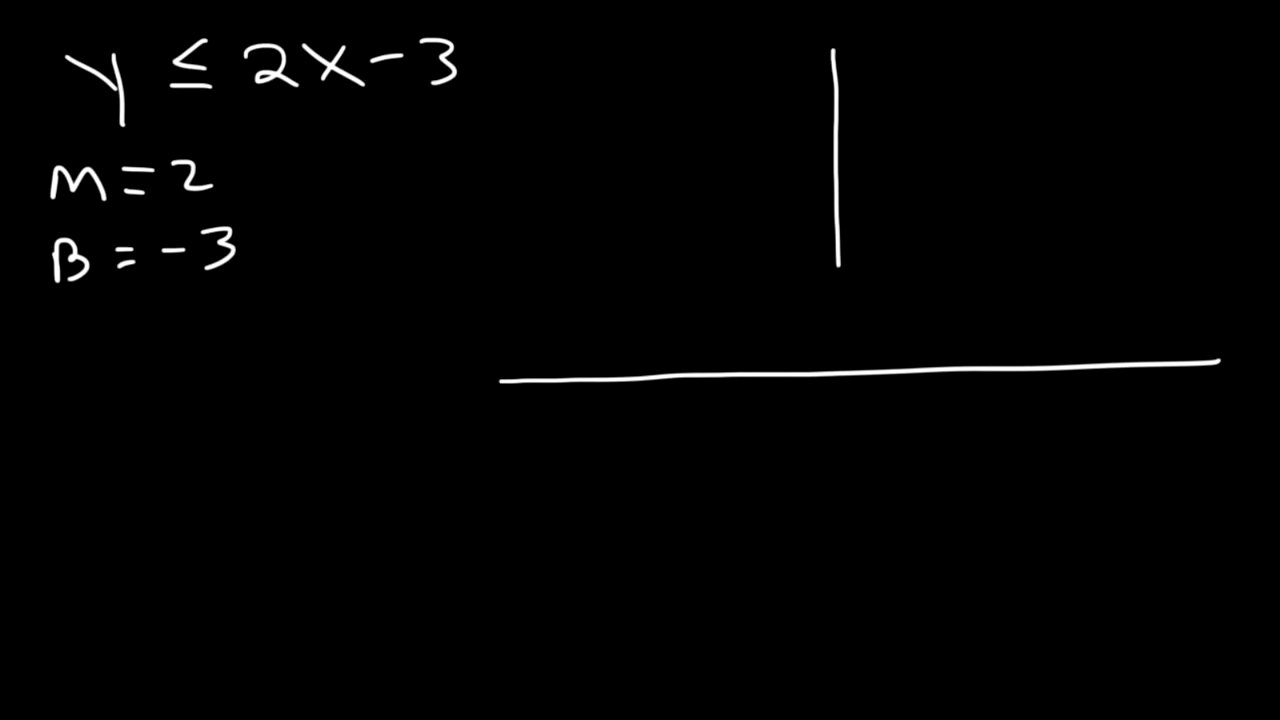 Y ≤ 2X-3
M = 2
B = -3